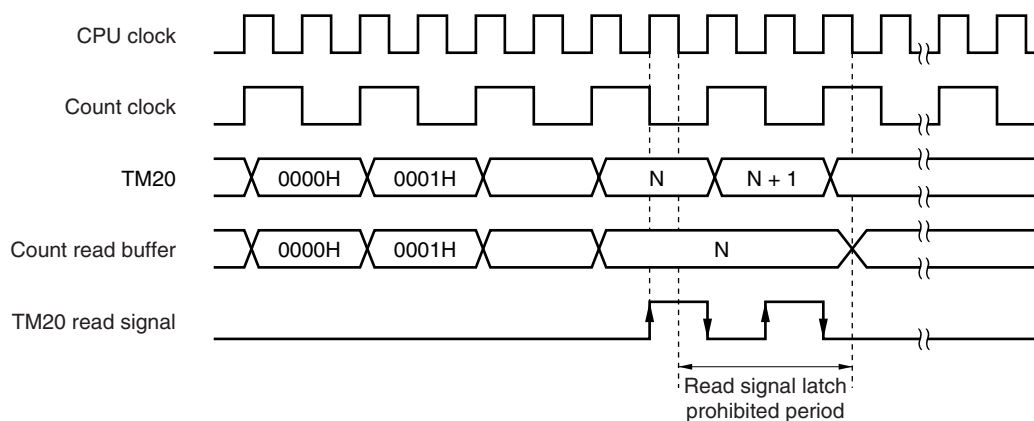 CPU clock
Count clock
TM20 0000H 0001H N N + 1
Count read buffer 0000H 0001H N
TM20 read signal
Read signal latch
prohibited period